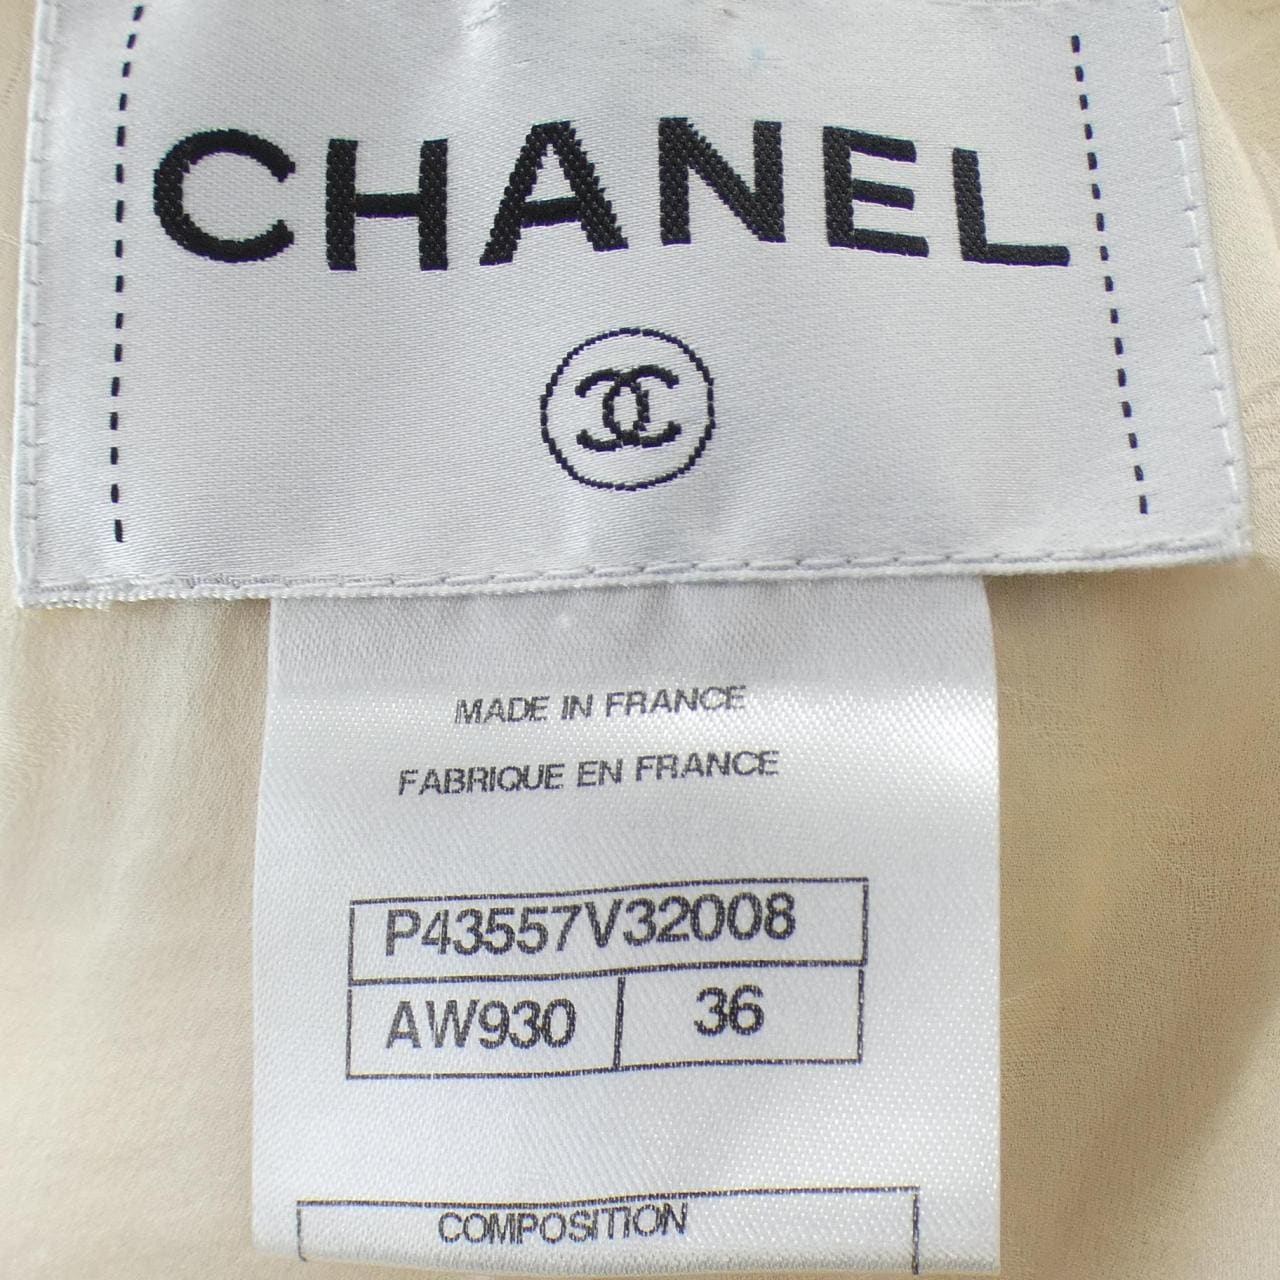 CHANEL
MADE IN FRANCE
FABRIQUE EN FRANCE
P43557V32008
AW930 36
COMPOSITION